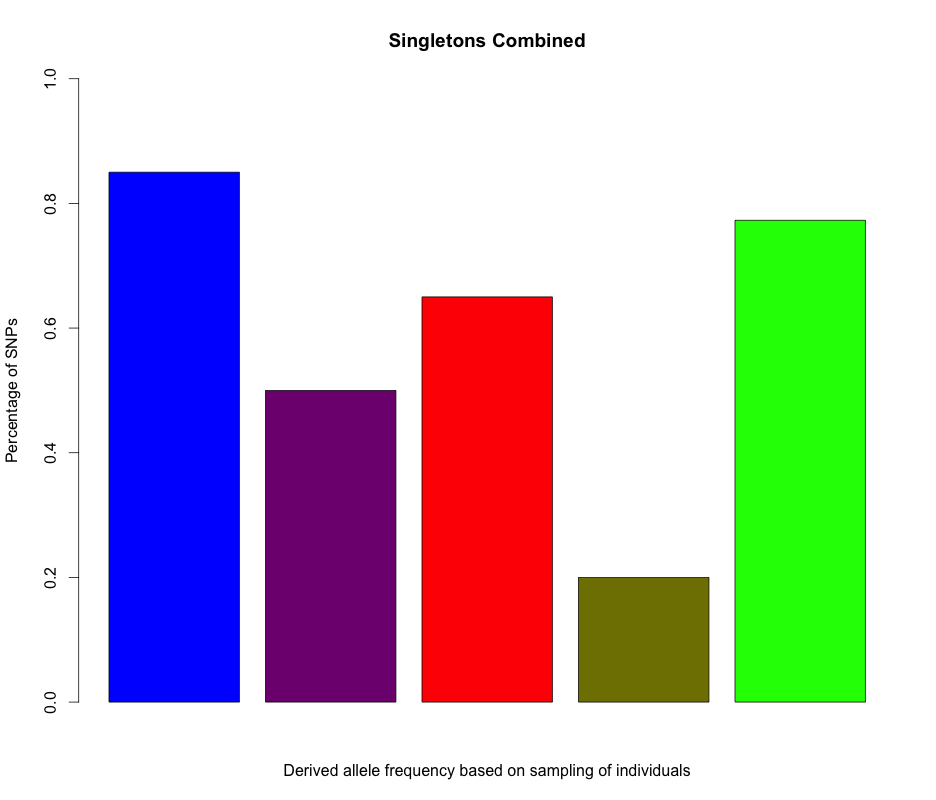 Singletons Combined
1.0
0.8
0.6
0.4
0.2
0.0
Percentage of SNPs
Derived allele frequency based on sampling of individuals